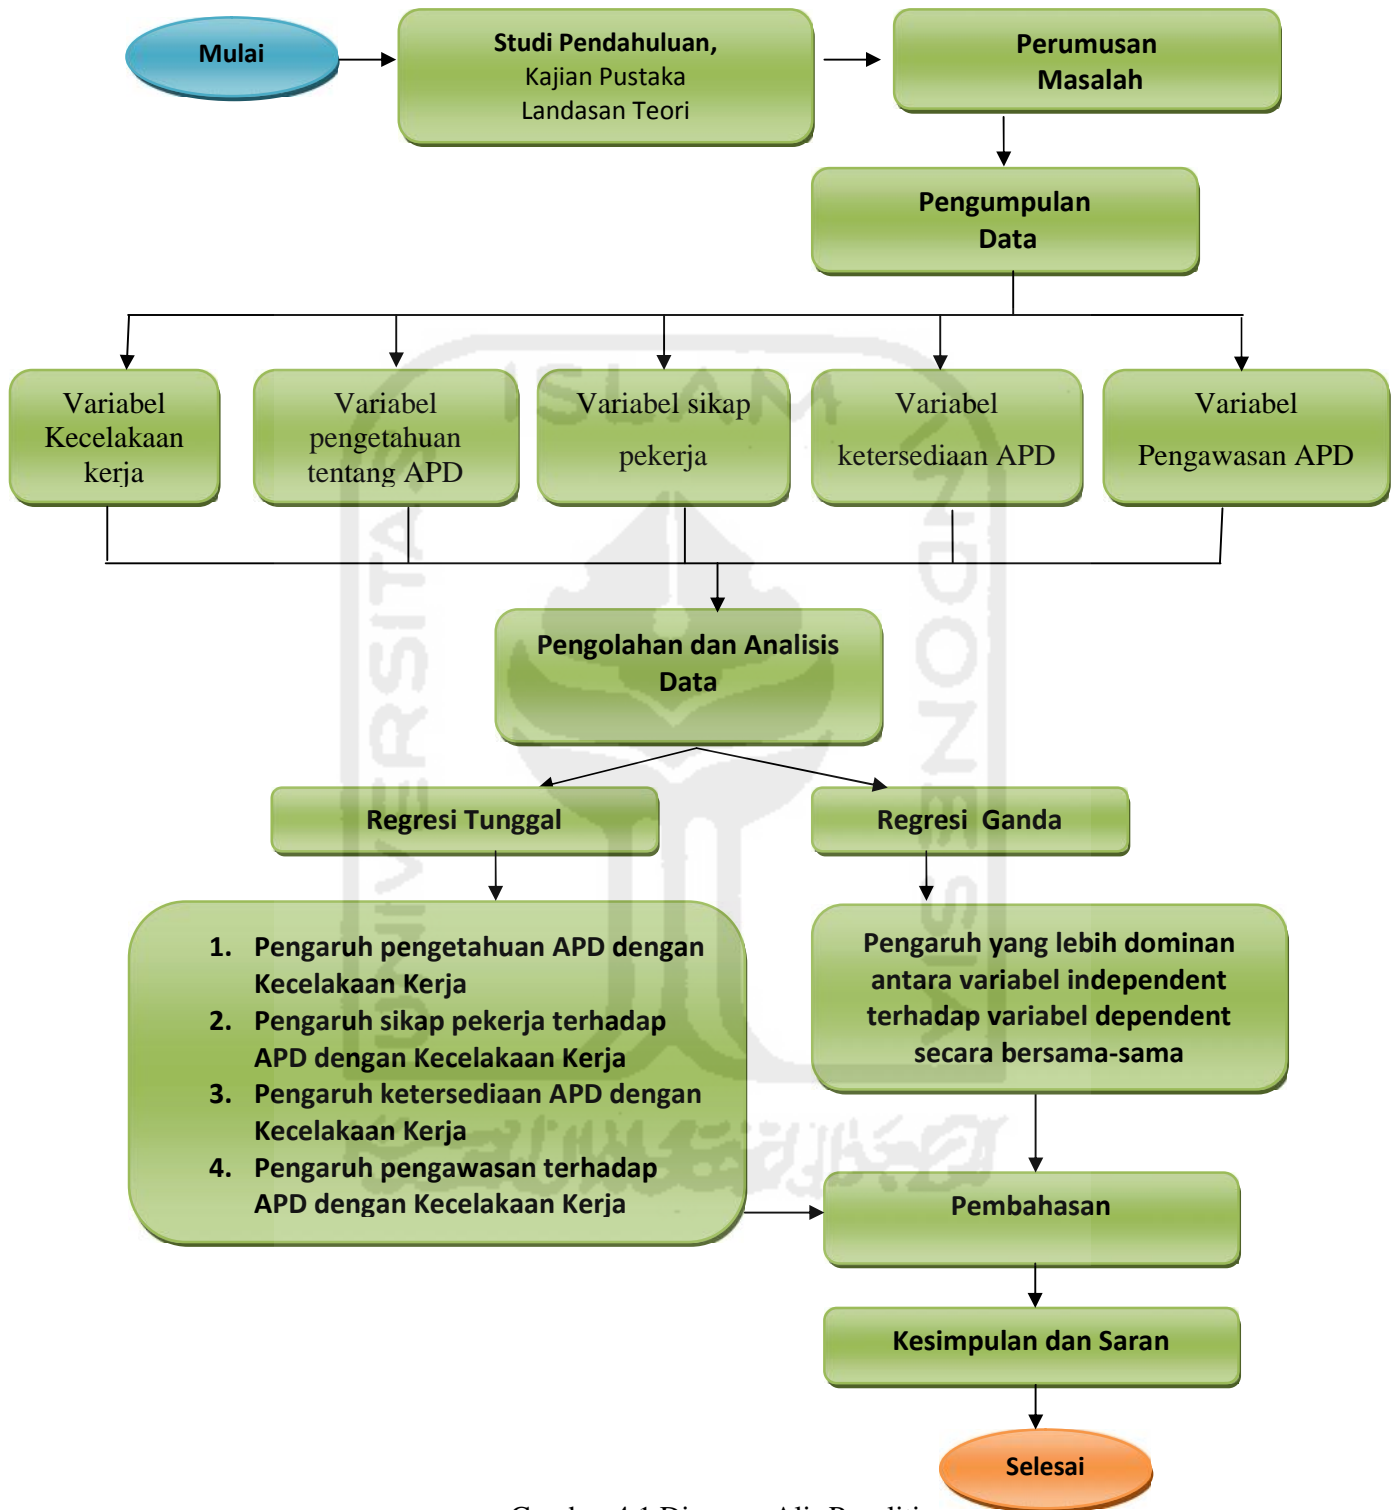 Mulai
Studi Pendahuluan,
Kajian Pustaka
Landasan Teori
Perumusan
Masalah
Pengumpulan
Data
Variabel
Kecelakaan
kerja
Variabel
pengetahuan
tentang APD
Variabel sikap
pekerja
Variabel
ketersediaan APD
Variabel
Pengawasan APD
Pengolahan dan Analisis
Data
Regresi Tunggal
Regresi Ganda
1. Pengaruh pengetahuan APD dengan
Kecelakaan Kerja
2. Pengaruh sikap pekerja terhadap
APD dengan Kecelakaan Kerja
3. Pengaruh ketersediaan APD dengan
Kecelakaan Kerja
4. Pengaruh pengawasan terhadap
APD dengan Kecelakaan Kerja
Pengaruh yang lebih dominan
antara variabel independent
terhadap variabel dependent
secara bersama-sama
Pembahasan
Kesimpulan dan Saran
Selesai
UNIVERSITAS ISLAM INDONESIA